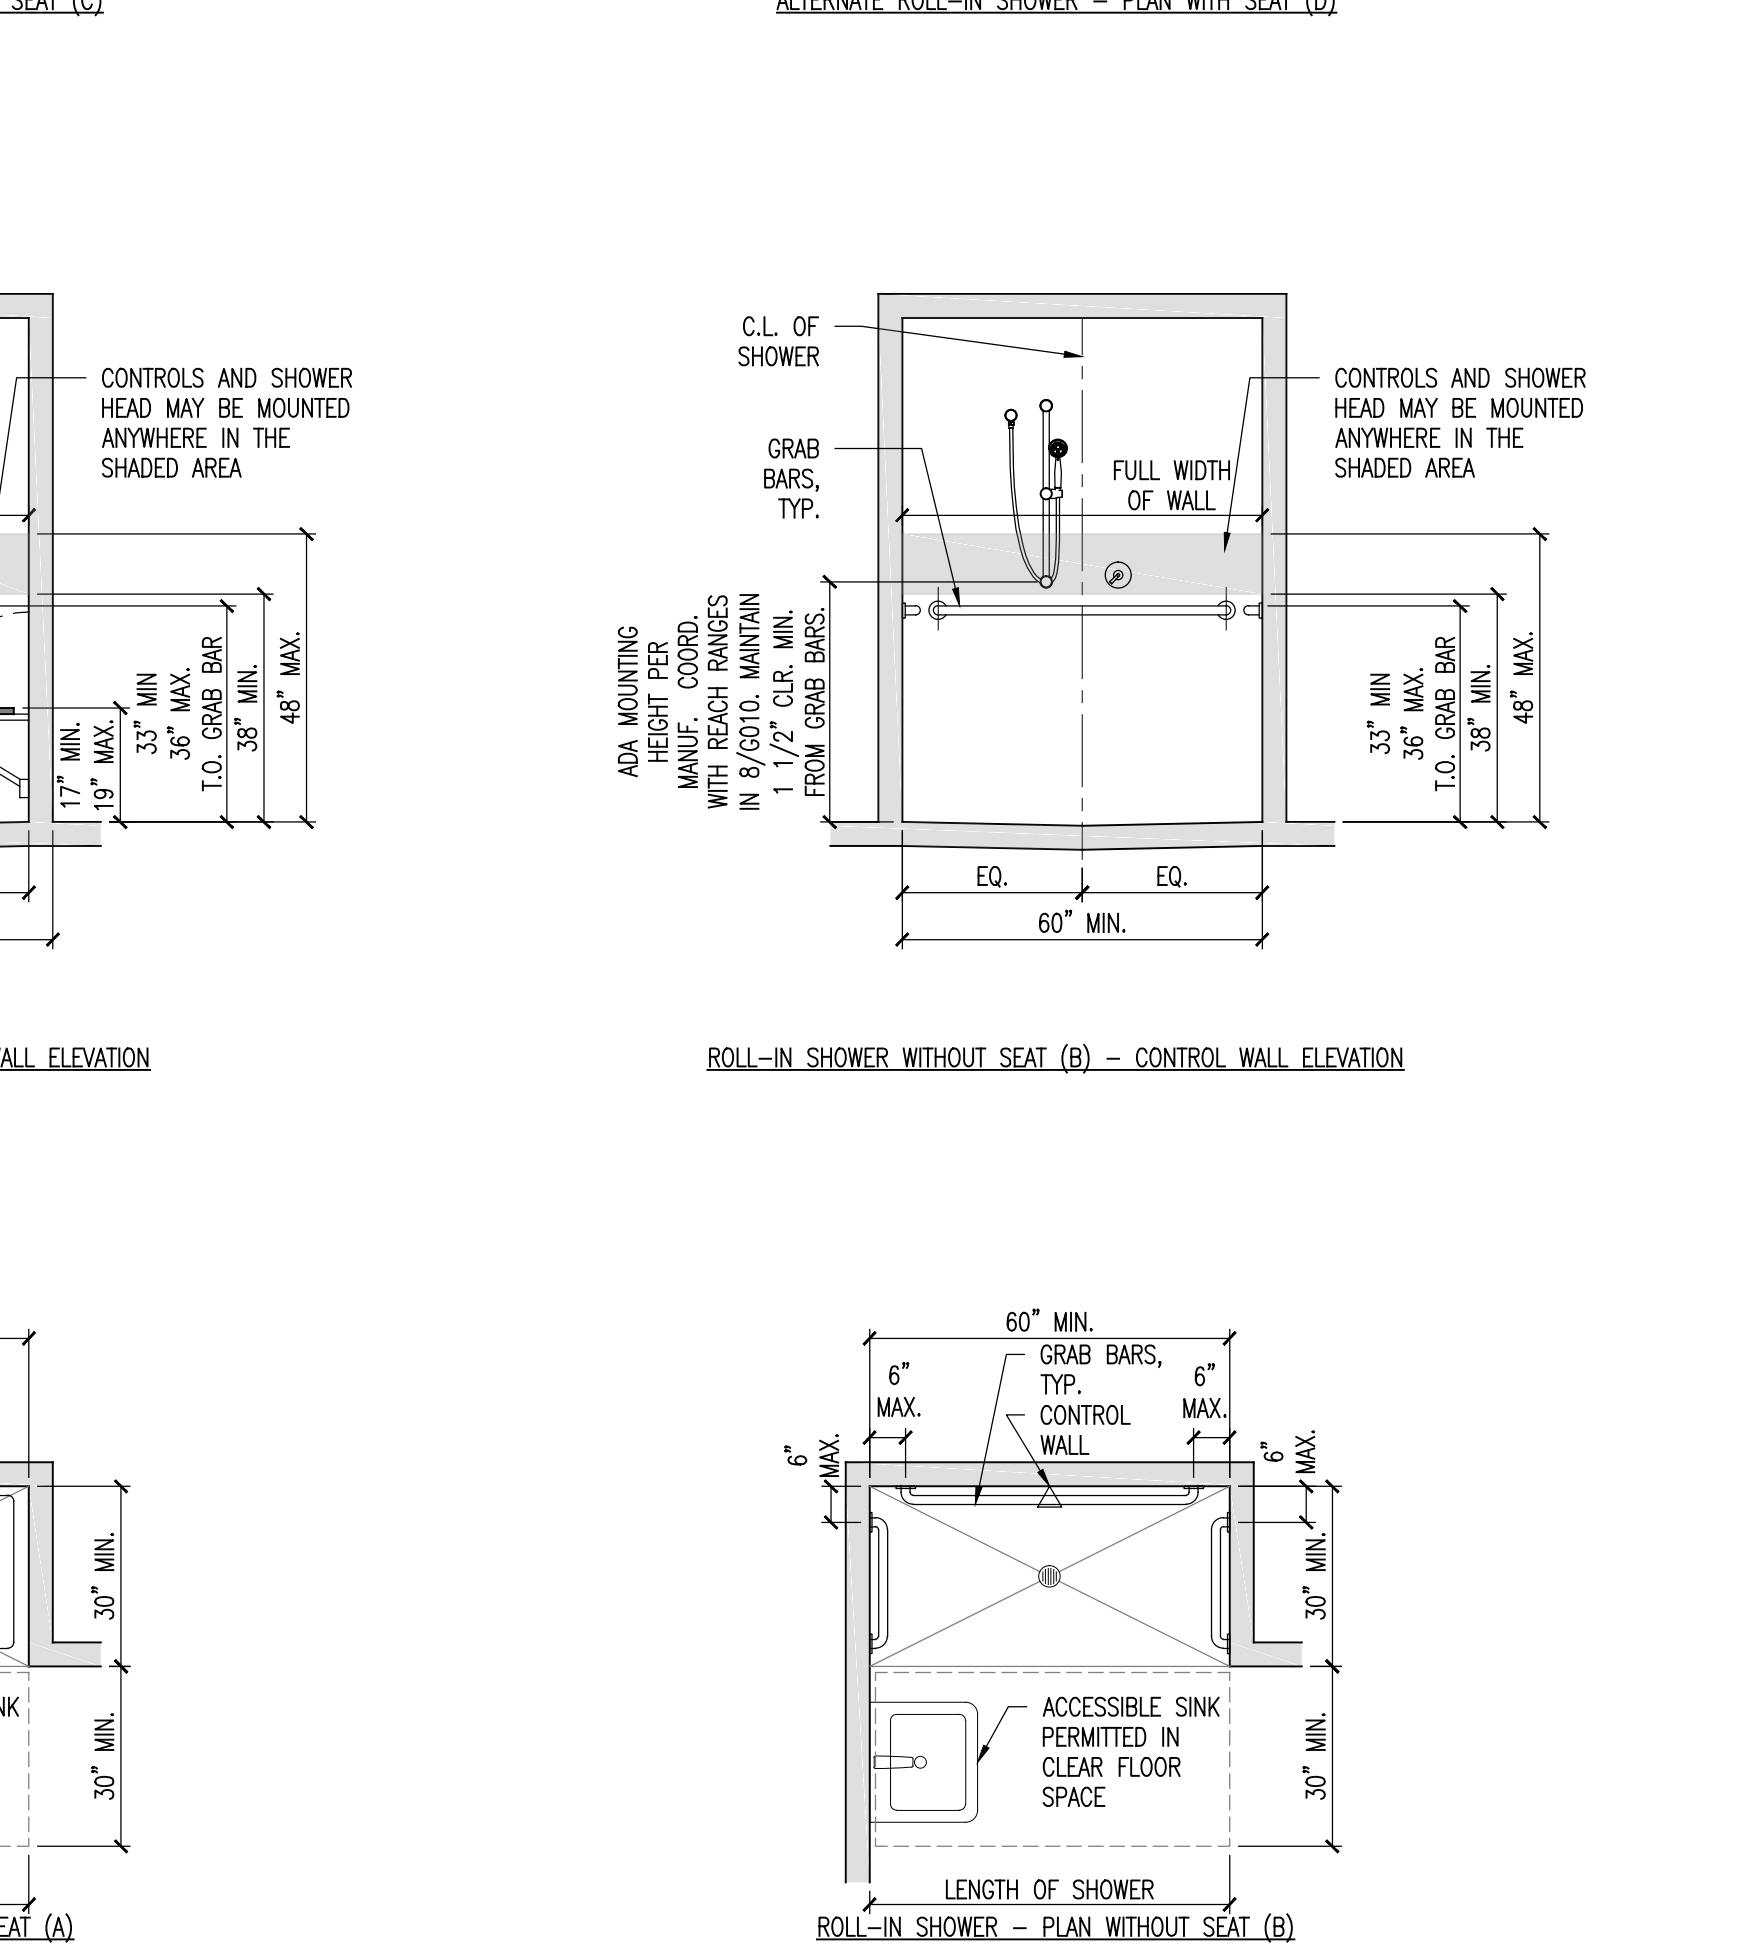 SEAT (C)
ALTERNATE ROLL-IN SHOWER - PLAN WITH SEAT (D)
CONTROLS AND SHOWER
HEAD MAY BE MOUNTED
ANYWHERE IN THE
SHADED AREA
17" MIN.
19" MAX.
33" MIN
36" MAX.
T.O. GRAB BAR
38" MIN.
48" MAX.
C.L. OF
SHOWER
GRAB
BARS,
TYP.
FULL WIDTH
OF WALL
CONTROLS AND SHOWER
HEAD MAY BE MOUNTED
ANYWHERE IN THE
SHADED AREA
ADA MOUNTING
HEIGHT PER
MANUF. COORD.
WITH REACH RANGES
IN 8/G010. MAINTAIN
1 1/2" CLR. MIN.
FROM GRAB BARS.
33" MIN
36" MAX.
T.O. GRAB BAR
38" MIN.
48" MAX.
EQ.
EQ.
60" MIN.
WALL ELEVATION
ROLL-IN SHOWER WITHOUT SEAT (B) - CONTROL WALL ELEVATION
30" MIN.
30" MIN.
NK
EAT (A)
60" MIN.
GRAB BARS,
TYP.
CONTROL
WALL
6"
MAX.
6"
MAX.
6"
MAX.
6"
MAX.
30" MIN.
30" MIN.
ACCESSIBLE SINK
PERMITTED IN
CLEAR FLOOR
SPACE
LENGTH OF SHOWER
ROLL-IN SHOWER - PLAN WITHOUT SEAT (B)